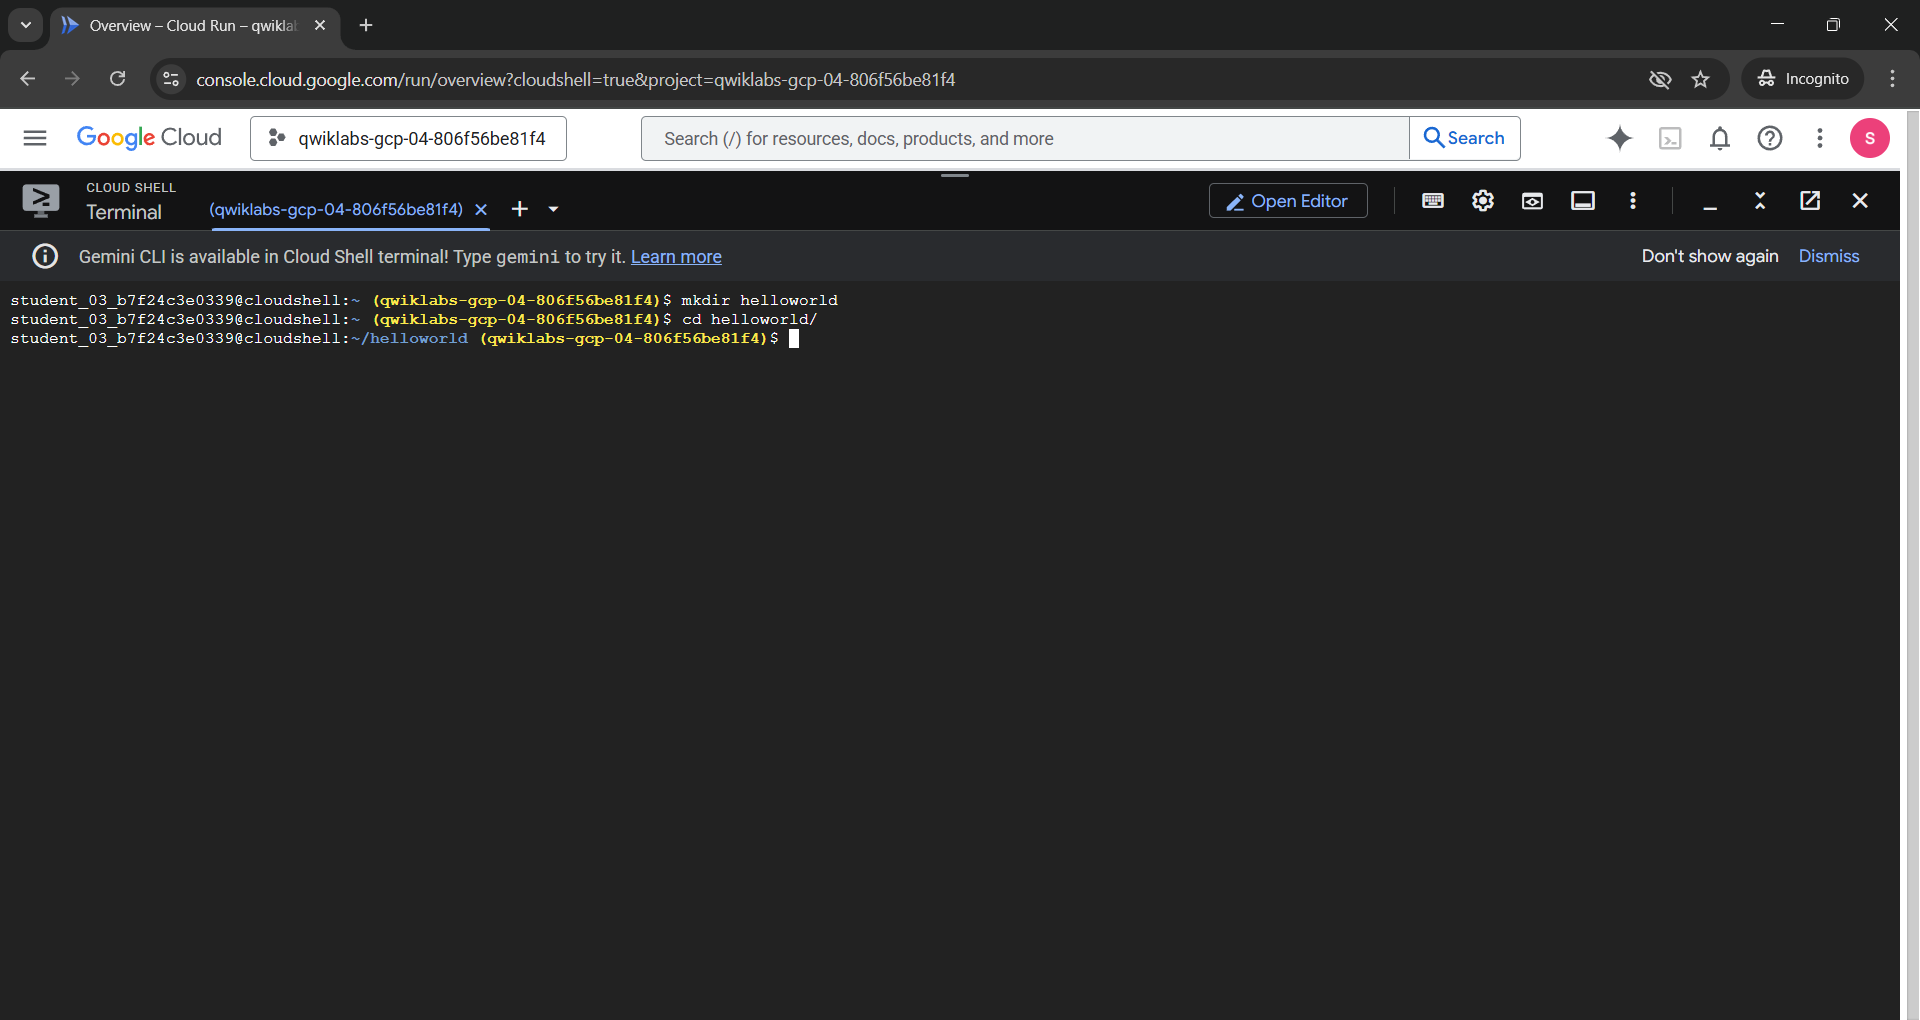 Overview – Cloud Run – qwikla
console.cloud.google.com/run/overview?cloudshell=true&project=qwiklabs-gcp-04-806f56be81f4
Incognito
Google Cloud
qwiklabs-gcp-04-806f56be81f4
Search (/) for resources, docs, products, and more
Search
S
CLOUD SHELL
Terminal
(qwiklabs-gcp-04-806f56be81f4)
Open Editor
Gemini CLI is available in Cloud Shell terminal! Type gemini to try it. Learn more
Don't show again
Dismiss
student_03_b7f24c3e0339@cloudshell:~ (qwiklabs-gcp-04-806f56be81f4)$ mkdir helloworld
student_03_b7f24c3e0339@cloudshell:~ (qwiklabs-gcp-04-806f56be81f4)$ cd helloworld/
student_03_b7f24c3e0339@cloudshell:~/helloworld (qwiklabs-gcp-04-806f56be81f4)$